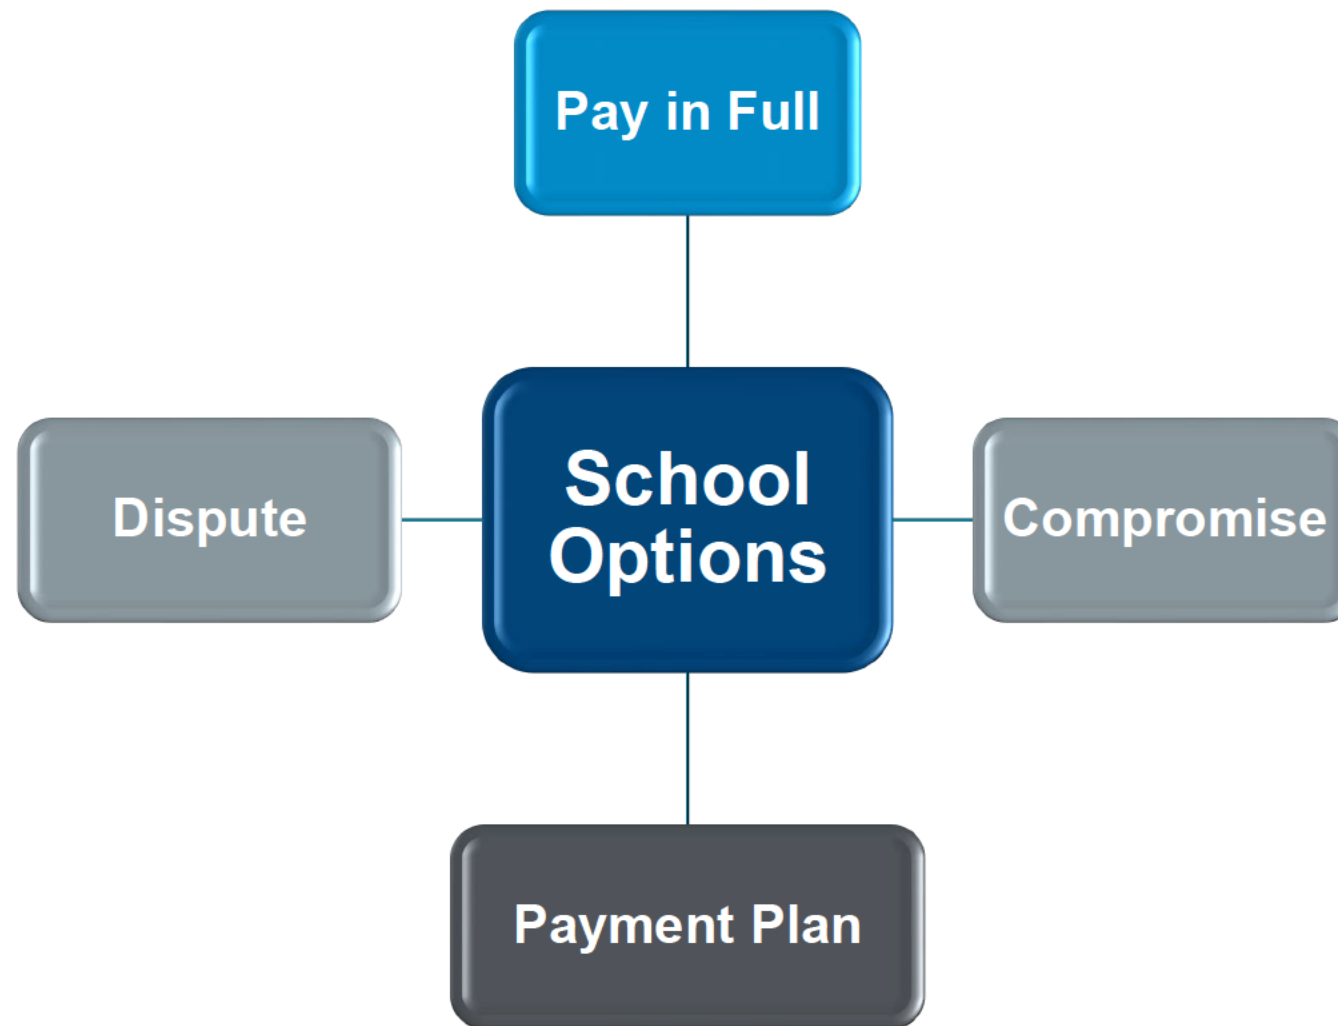 Pay in Full
Dispute
School
Options
Compromise
Payment Plan